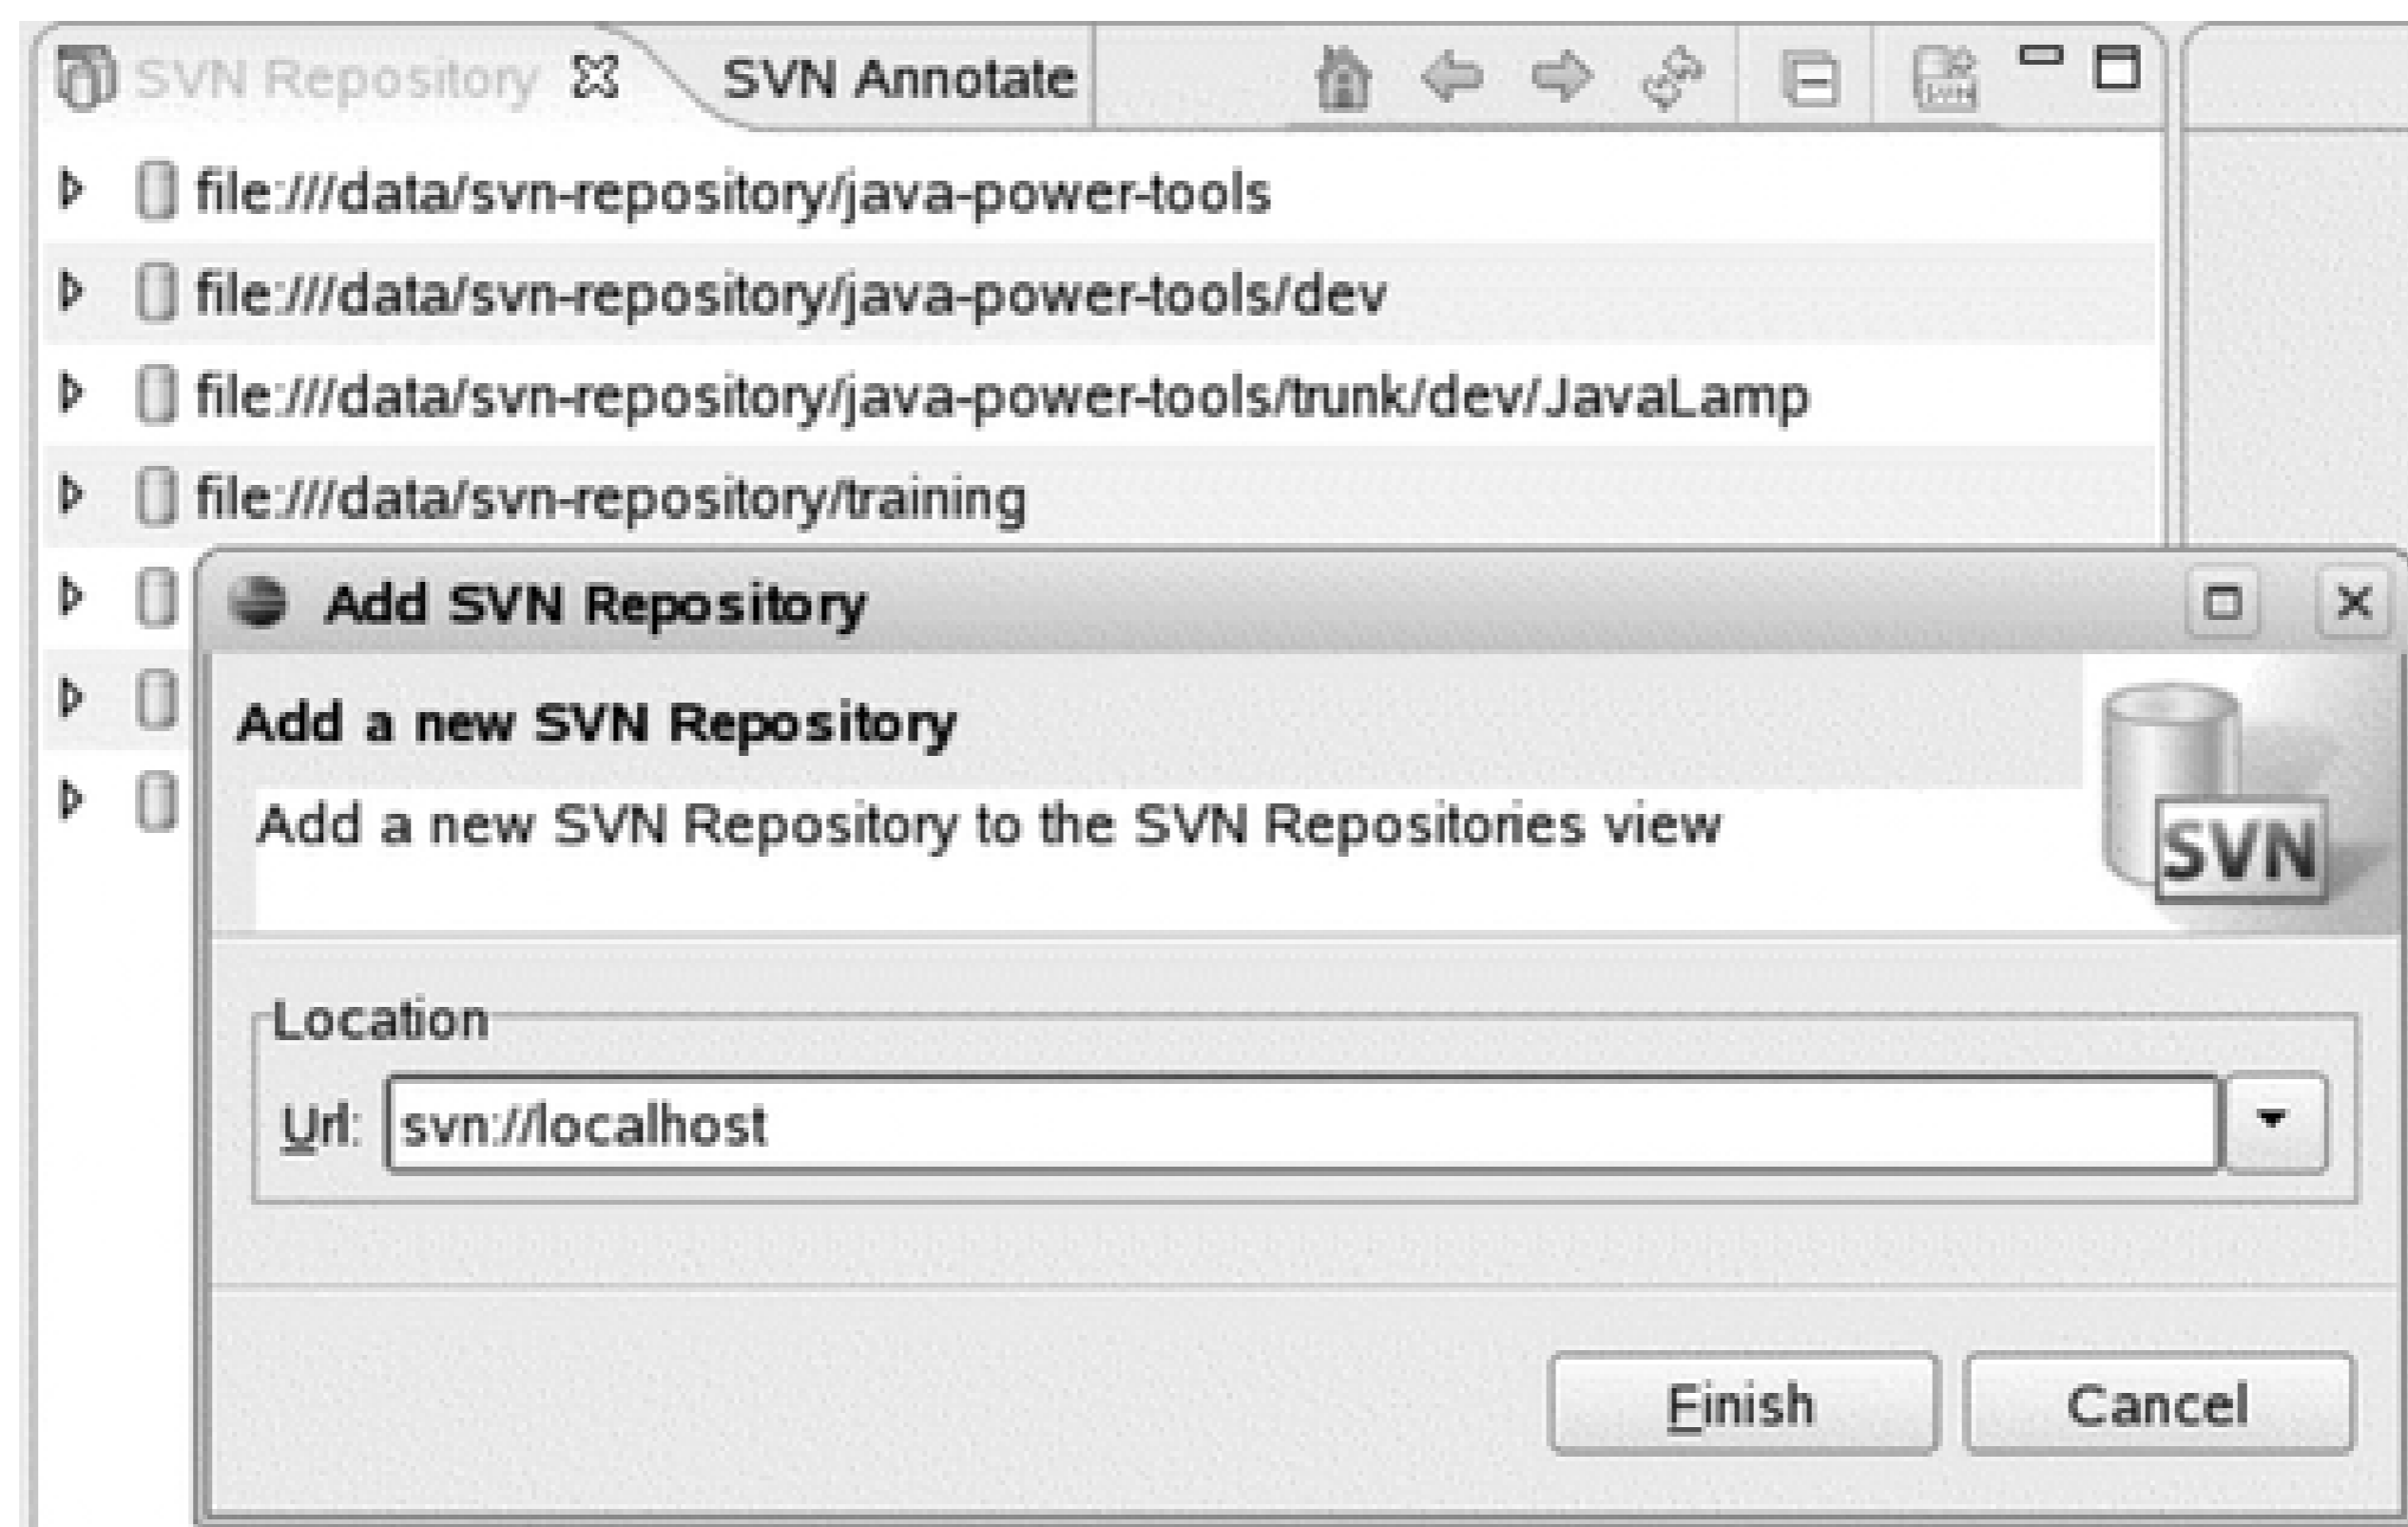 SVN Repository SVN Annotate
file:///data/svn-repository/java-power-tools
file:///data/svn-repository/java-power-tools/dev
file:///data/svn-repository/java-power-tools/trunk/dev/JavaLamp
file:///data/svn-repository/training
Add SVN Repository
Add a new SVN Repository
Add a new SVN Repository to the SVN Repositories view
SVN
Location
Url: svn://localhost
Finish Cancel